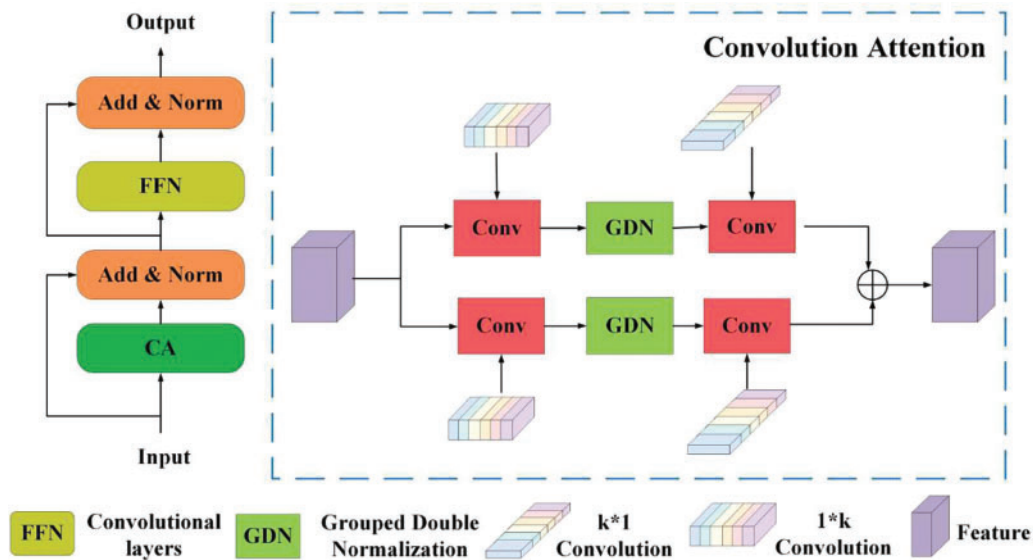 Output
Add & Norm
FFN
Add & Norm
CA
Input
Convolution Attention
Conv
GDN
Conv
Conv
GDN
Conv
FFN
Convolutional
layers
GDN
Grouped Double
Normalization
k*1
Convolution
1*k
Convolution
Feature